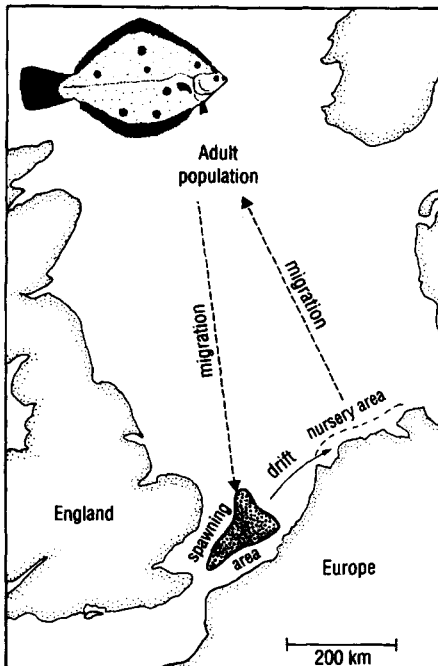 Adult
population
migration
migration
nursery area
drift
spawning
area
England
Europe
200 km